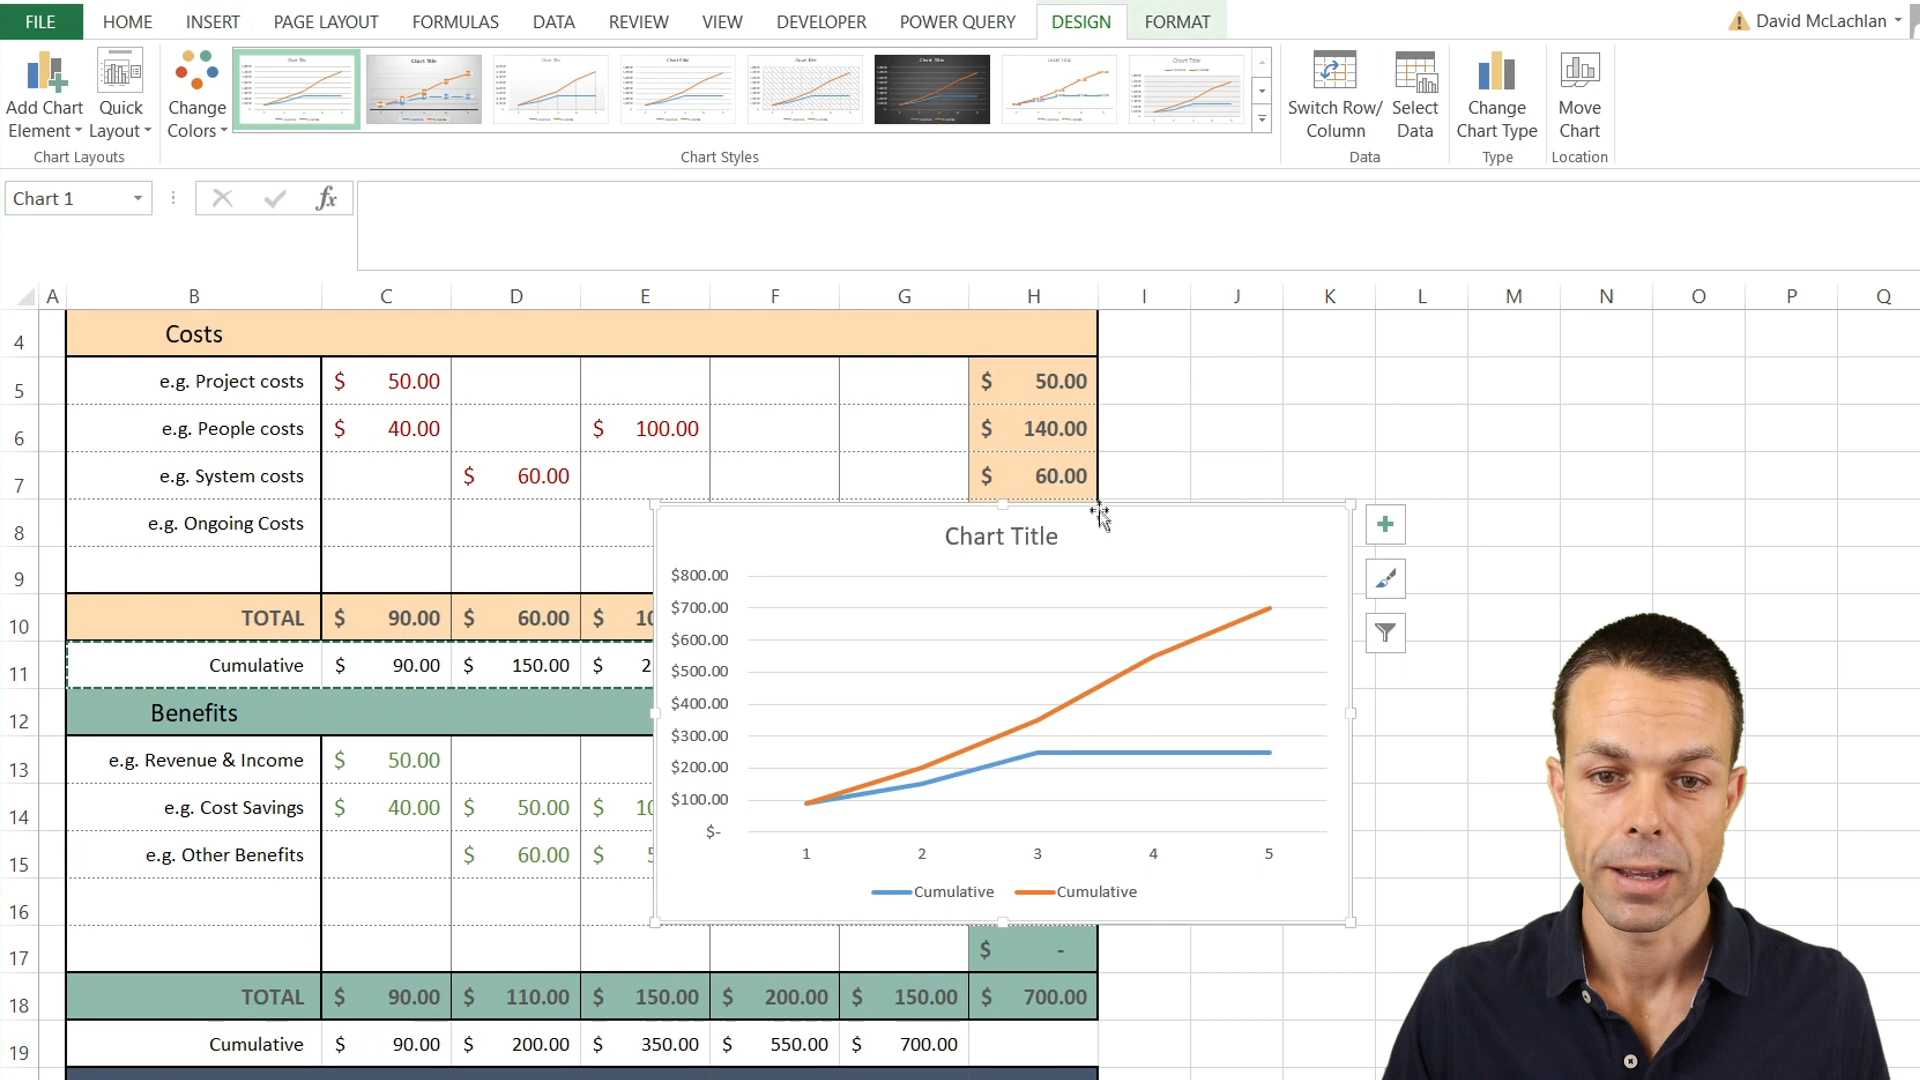 FILE HOME INSERT PAGE LAYOUT FORMULAS DATA REVIEW VIEW DEVELOPER POWER QUERY DESIGN FORMAT David McLachlan
Add Chart Element Quick Layout Change Colors Switch Row/ Column Select Data Change Chart Type Move Chart
Chart Layouts Chart Styles Data Type Location
Chart 1 fx
A B C D E F G H I J K L M N O P Q
4 Costs
5 e.g. Project costs $ 50.00 $ 50.00
6 e.g. People costs $ 40.00 $ 100.00 $ 140.00
7 e.g. System costs $ 60.00 $ 60.00
8 e.g. Ongoing Costs
9
10 TOTAL $ 90.00 $ 60.00 $ 10
11 Cumulative $ 90.00 $ 150.00 $ 2
12 Benefits
13 e.g. Revenue & Income $ 50.00
14 e.g. Cost Savings $ 40.00 $ 50.00 $ 10
15 e.g. Other Benefits $ 60.00 $ 5
16
17 $ -
18 TOTAL $ 90.00 $ 110.00 $ 150.00 $ 200.00 $ 150.00 $ 700.00
19 Cumulative $ 90.00 $ 200.00 $ 350.00 $ 550.00 $ 700.00
Chart Title
$800.00
$700.00
$600.00
$500.00
$400.00
$300.00
$200.00
$100.00
$-
1 2 3 4 5
Cumulative Cumulative